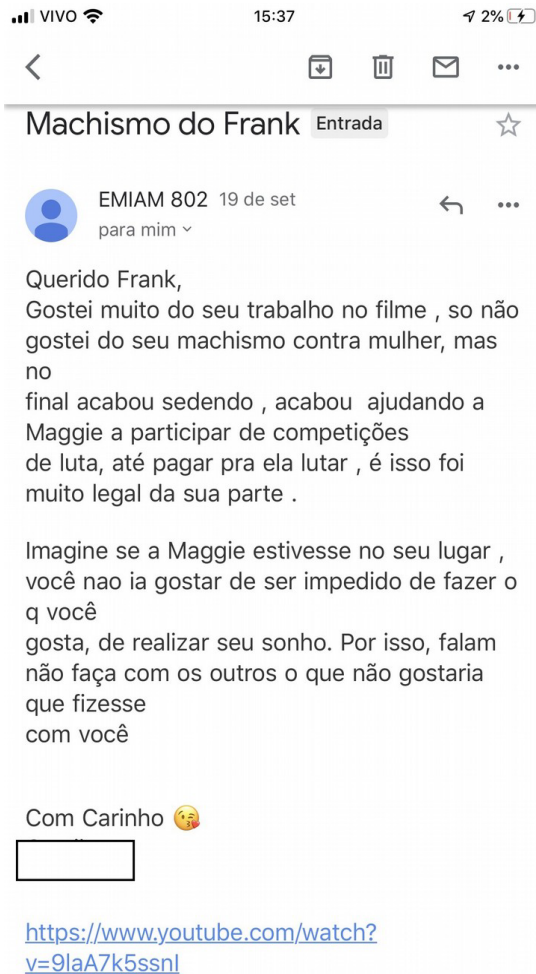 VIVO 15:37 2%
Machismo do Frank Entrada
EMIAM 802 19 de set
para mim
Querido Frank,
Gostei muito do seu trabalho no filme , so não
gostei do seu machismo contra mulher, mas
no
final acabou sedendo , acabou ajudando a
Maggie a participar de competições
de luta, até pagar pra ela lutar , é isso foi
muito legal da sua parte .
Imagine se a Maggie estivesse no seu lugar ,
você nao ia gostar de ser impedido de fazer o
q você
gosta, de realizar seu sonho. Por isso, falam
não faça com os outros o que não gostaria
que fizesse
com você
Com Carinho 😘
https://www.youtube.com/watch?
v=9IaA7k5ssnI